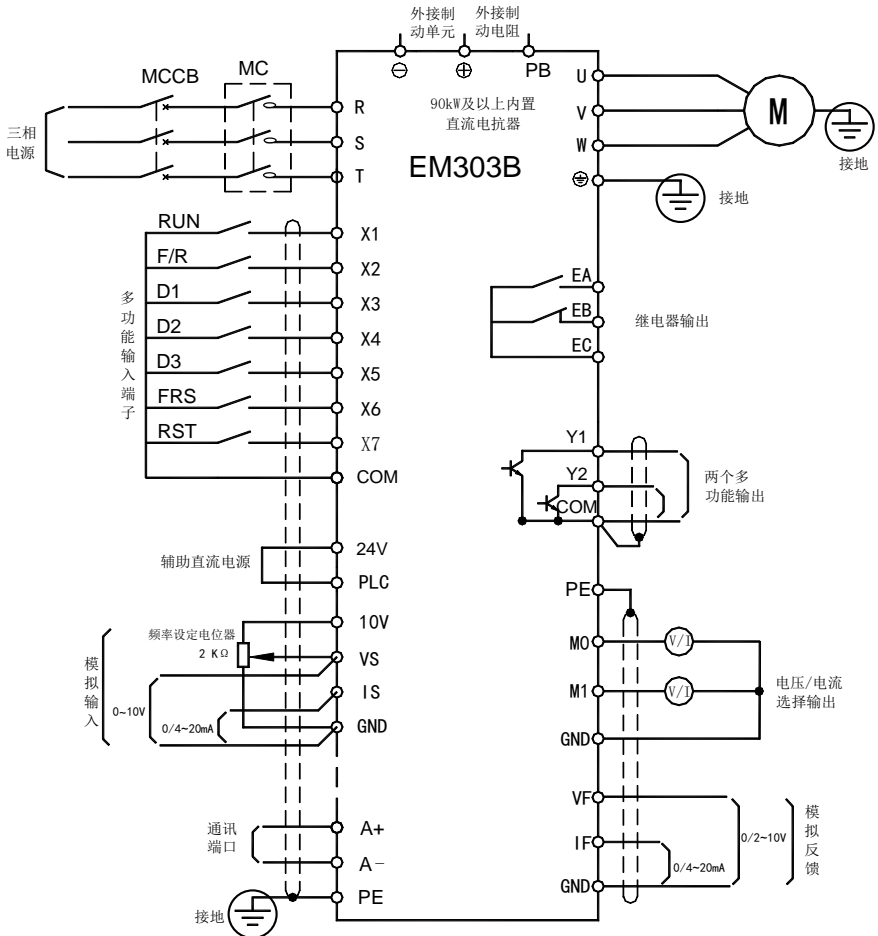 外接制
动单元
外接制
动电阻
⊖
⊕
PB
MCCB
MC
三相
电源
R
S
T
90kW及以上内置
直流电抗器
EM303B
U
V
W
M
接地
接地
多功能输入端子
RUN
F/R
D1
D2
D3
FRS
RST
X1
X2
X3
X4
X5
X6
X7
COM
EA
EB
EC
继电器输出
Y1
Y2
COM
两个多
功能输出
辅助直流电源
24V
PLC
模拟输入
频率设定电位器
2 KΩ
0~10V
0/4~20mA
10V
VS
IS
GND
PE
M0
M1
GND
V/I
V/I
电压/电流
选择输出
VF
IF
GND
0/2~10V
0/4~20mA
模拟反馈
通讯
端口
A+
A-
PE
接地